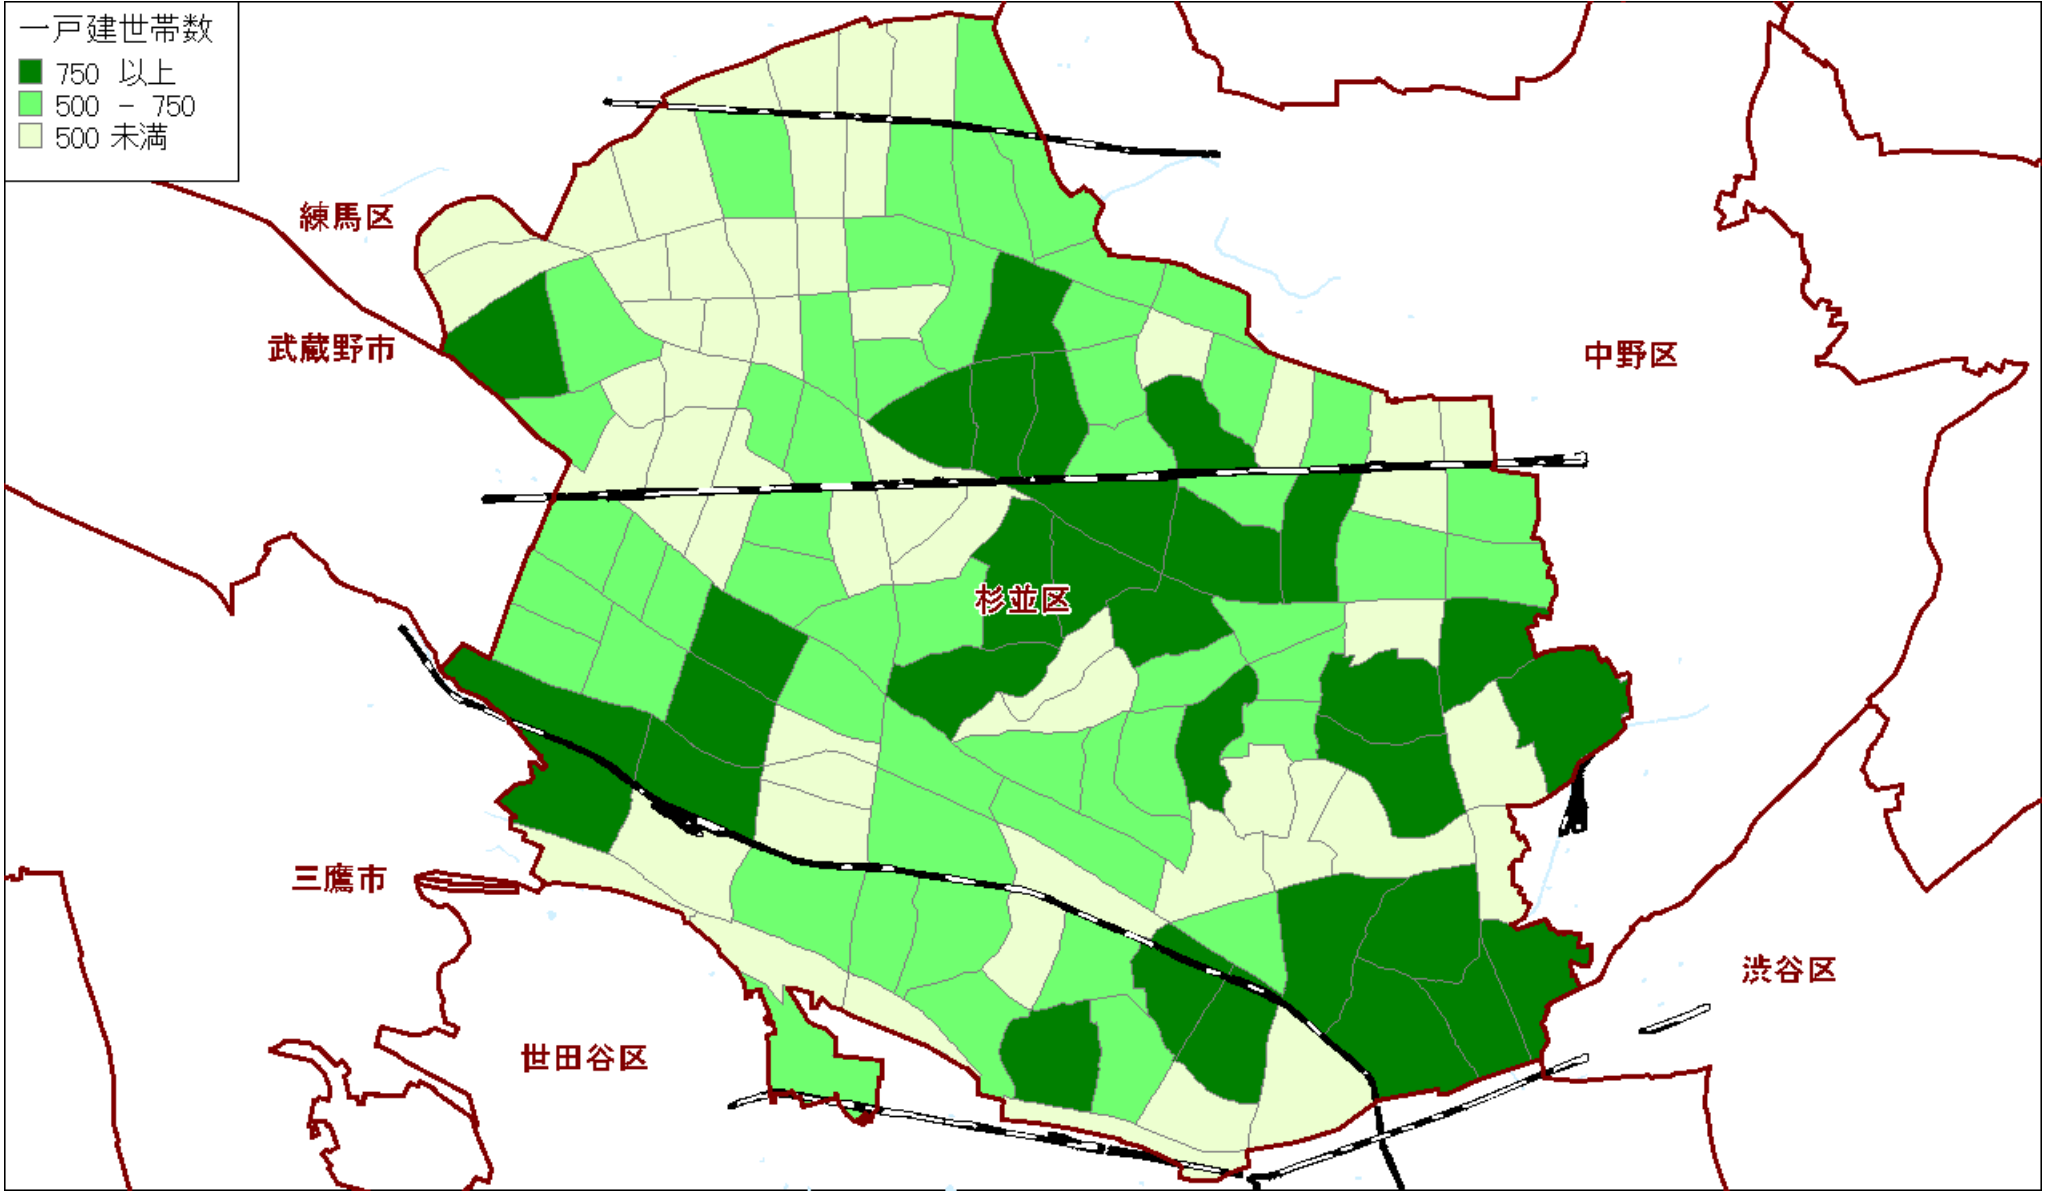 一戸建世帯数
750 以上
500 - 750
500 未満
練馬区
武蔵野市
中野区
杉並区
三鷹市
渋谷区
世田谷区